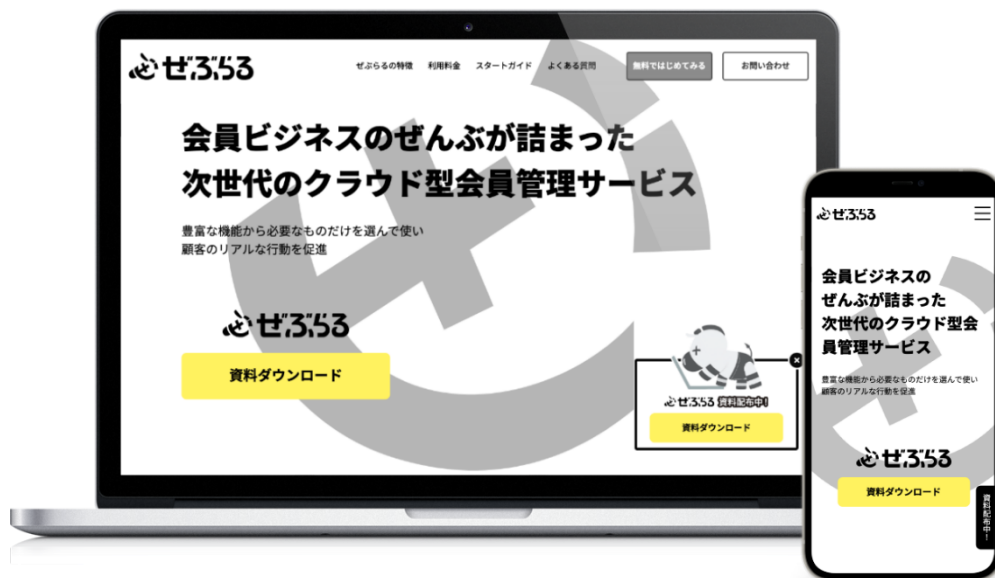 ぜぶらる
ぜぶらるの特徴 利用料金 スタートガイド よくある質問 無料ではじめてみる お問い合わせ
会員ビジネスのぜんぶが詰まった
次世代のクラウド型会員管理サービス
豊富な機能から必要なものだけを選んで使い
顧客のリアルな行動を促進
ぜぶらる
資料ダウンロード
ぜぶらる 資料配布中!
資料ダウンロード
ぜぶらる
会員ビジネスの
ぜんぶが詰まった
次世代のクラウド型会
員管理サービス
豊富な機能から必要なものだけを選んで使い
顧客のリアルな行動を促進
ぜぶらる
資料ダウンロード
資料配布中!